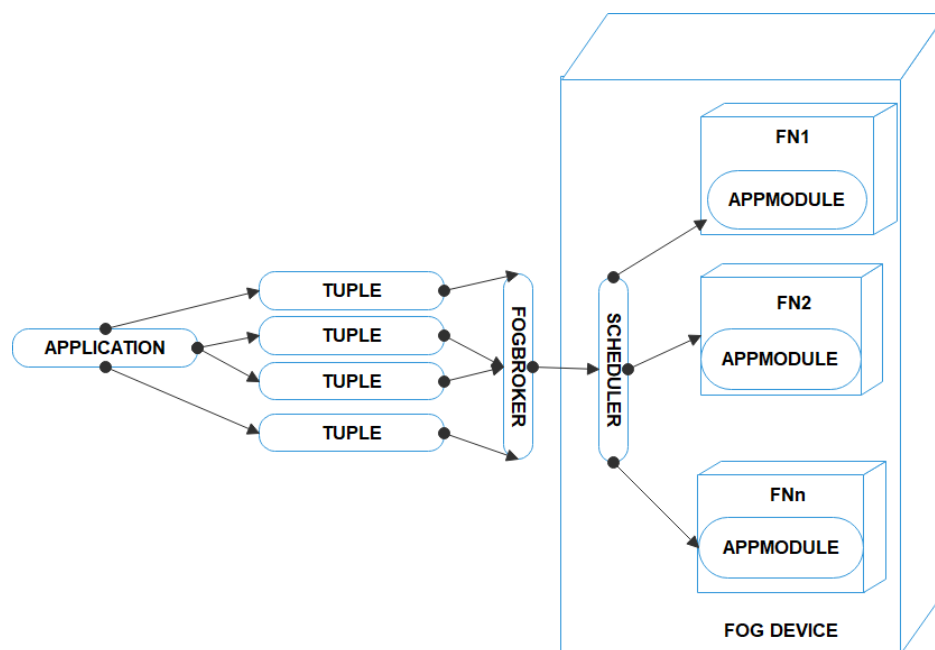 APPLICATION
TUPLE
TUPLE
TUPLE
TUPLE
FOGBROKER
SCHEDULER
FN1
APPMODULE
FN2
APPMODULE
FNn
APPMODULE
FOG DEVICE